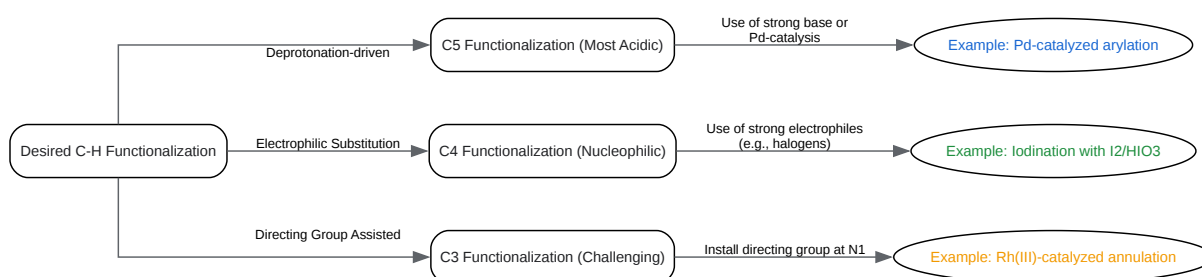 Deprotonation-driven
C5 Functionalization (Most Acidic)
Use of strong base or
Pd-catalysis
Example: Pd-catalyzed arylation
Desired C-H Functionalization
Electrophilic Substitution
C4 Functionalization (Nucleophilic)
Use of strong electrophiles
(e.g., halogens)
Example: Iodination with I2/HIO3
Directing Group Assisted
C3 Functionalization (Challenging)
Install directing group at N1
Example: Rh(III)-catalyzed annulation